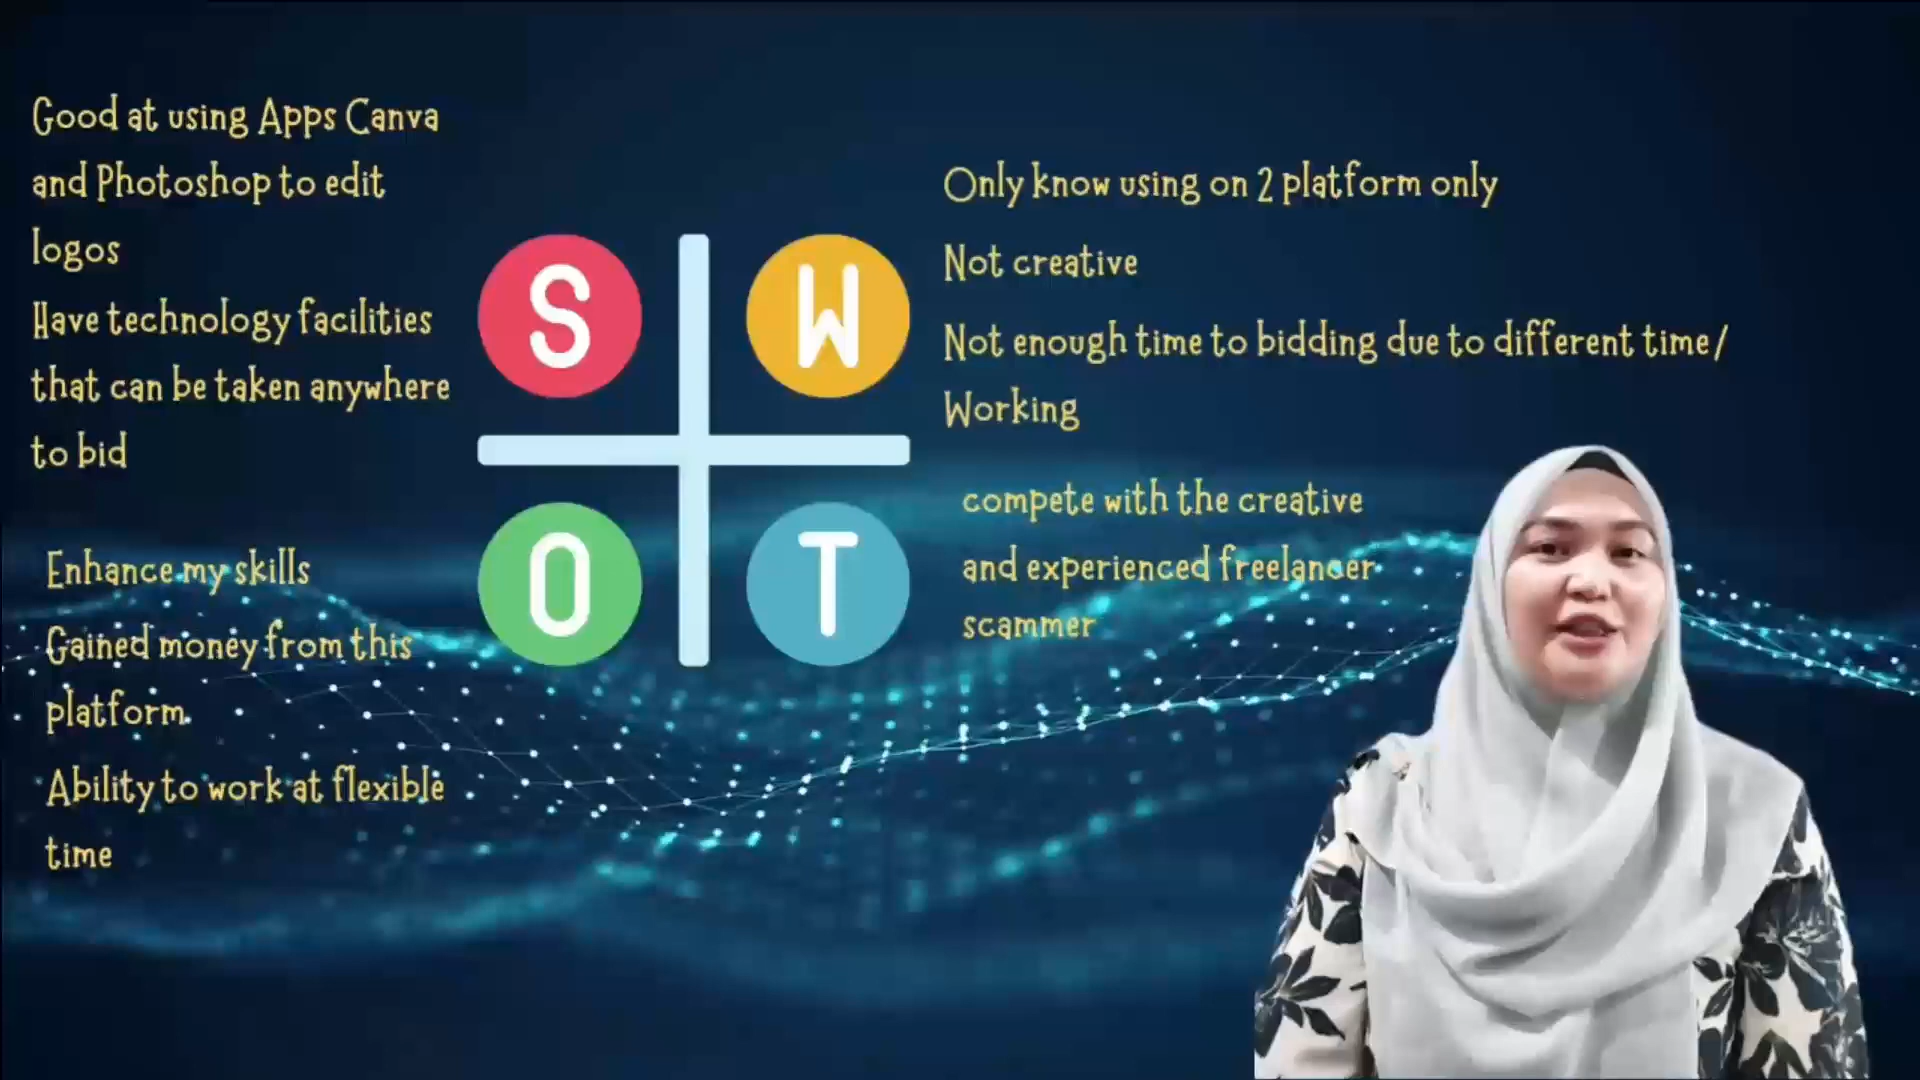 Good at using Apps Canva
and Photoshop to edit
logos
Have technology facilities
that can be taken anywhere
to bid
S
W
Only know using on 2 platform only
Not creative
Not enough time to bidding due to different time/
Working
O
T
Enhance my skills
Gained money from this
platform
Ability to work at flexible
time
compete with the creative
and experienced freelancer
scammer